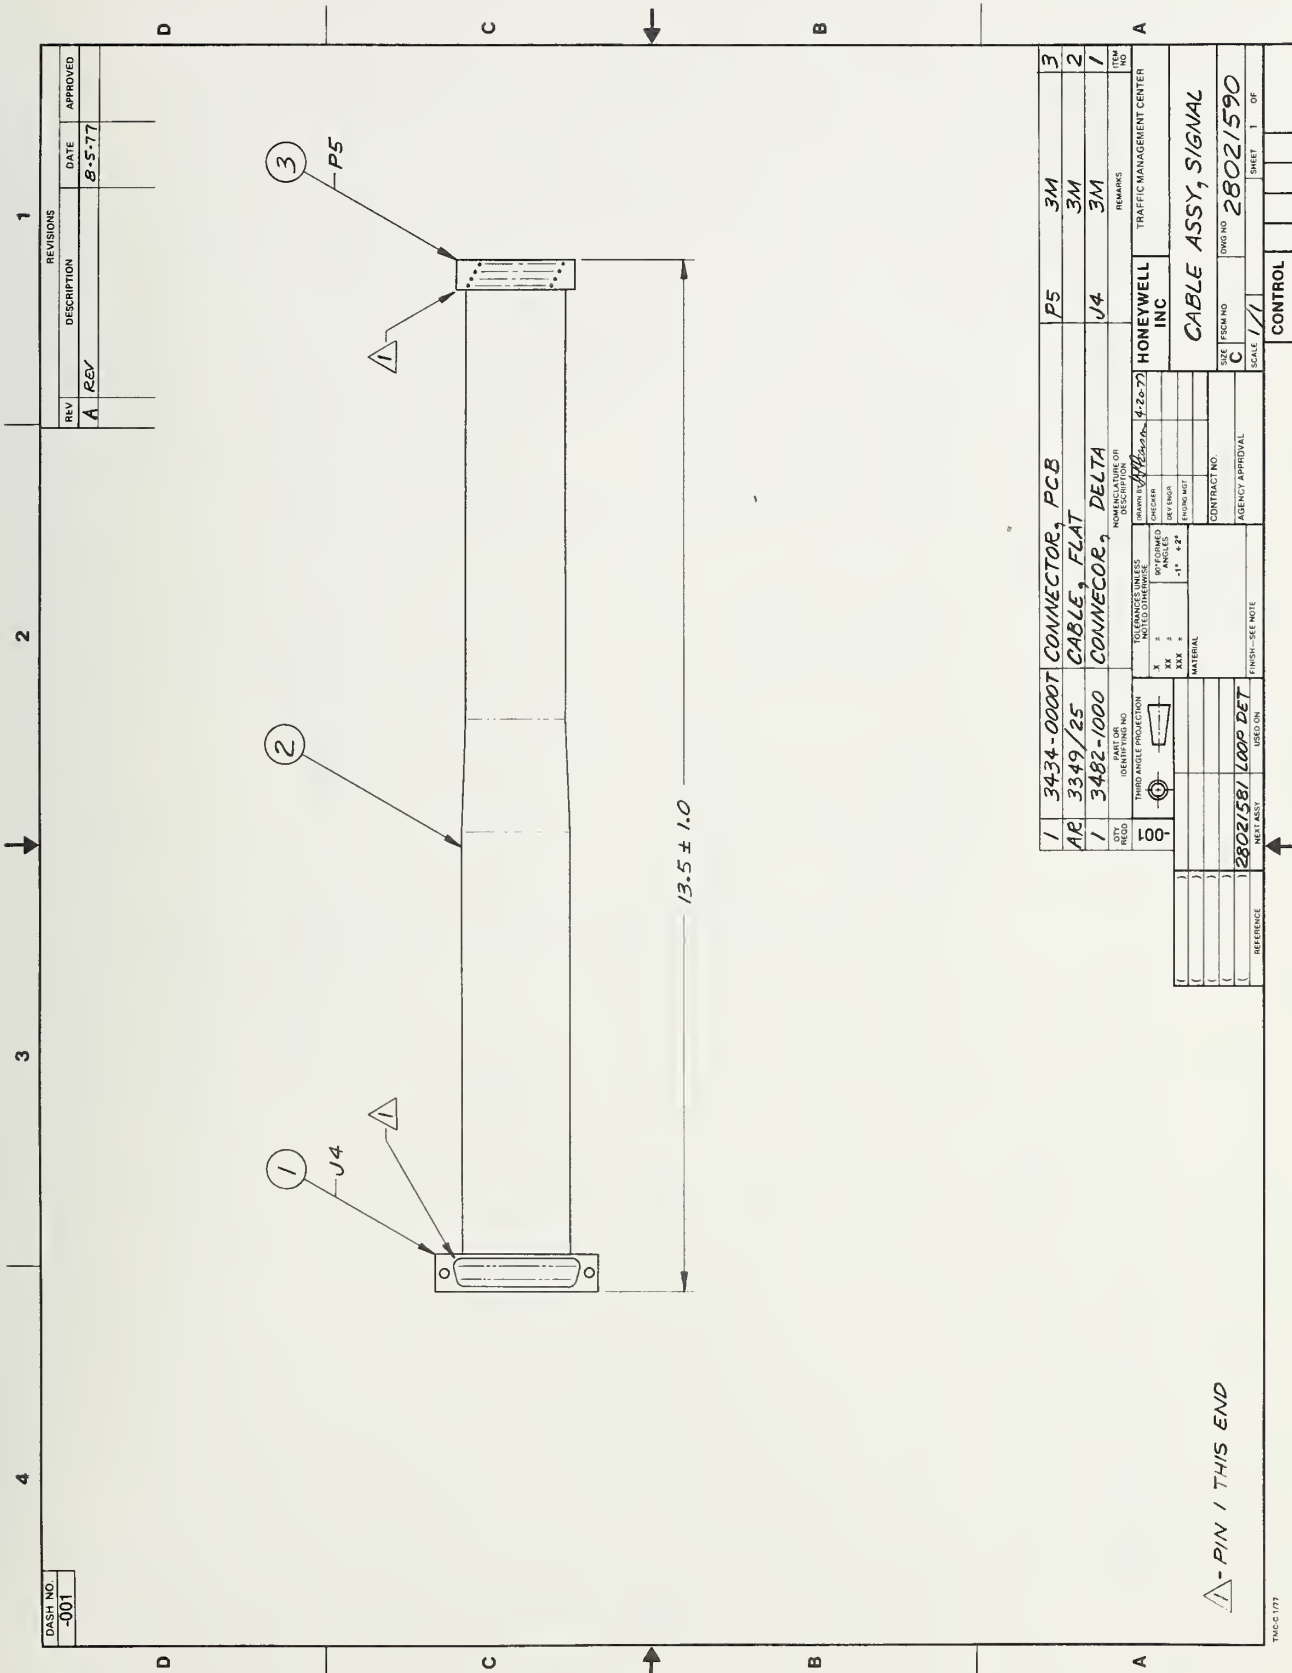 4
3
2
1
DASH NO.
-001
REVISIONS
REV
DESCRIPTION
DATE
APPROVED
A
REV
8-5-77
D
C
B
A
D
C
B
A
1
J4
1
2
1
3
P5
13.5 ± 1.0
1 - PIN 1 THIS END
1 3434-0000T CONNECTOR, PCB P5 3M 3
AR 3349/25 CABLE, FLAT 3M 2
1 3482-1000 CONNECOR, DELTA J4 3M 1
QTY REQD
PART OR IDENTIFYING NO
NOMENCLATURE OR DESCRIPTION
REMARKS
ITEM NO
-001
THIRD ANGLE PROJECTION
TOLERANCES UNLESS NOTED OTHERWISE
.X ±
.XX ±
.XXX ±
90° FORMED ANGLES
-1° +2°
MATERIAL
FINISH—SEE NOTE
DRAWN BY
4-20-77
CHECKER
DEV ENGR
ENGRG MGT
CONTRACT NO.
AGENCY APPROVAL
HONEYWELL INC
TRAFFIC MANAGEMENT CENTER
CABLE ASSY, SIGNAL
SIZE
C
FSCM NO
DWG NO
28021590
SCALE 1/1
SHEET 1 OF
( )
( )
( )
( )
( ) 28021581 LOOP DET
REFERENCE
NEXT ASSY
USED ON
CONTROL
TMC-C 1/77